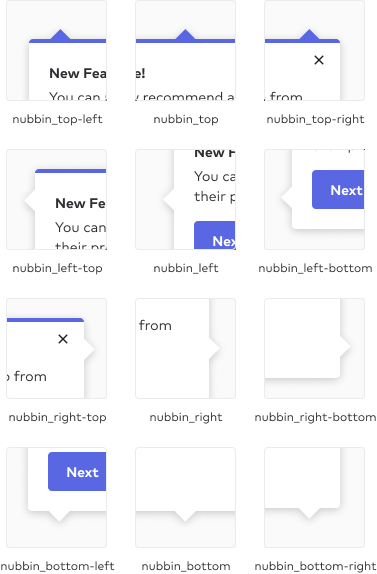 New Fea
e!
You can
y recommend a
from
nubbin_top-left
nubbin_top
nubbin_top-right
New Fe
You can
their pr
New F
You ca
their p
Nex
Next
nubbin_left-top
nubbin_left
nubbin_left-bottom
from
from
nubbin_right-top
nubbin_right
nubbin_right-bottom
Next
nubbin_bottom-left
nubbin_bottom
nubbin_bottom-right